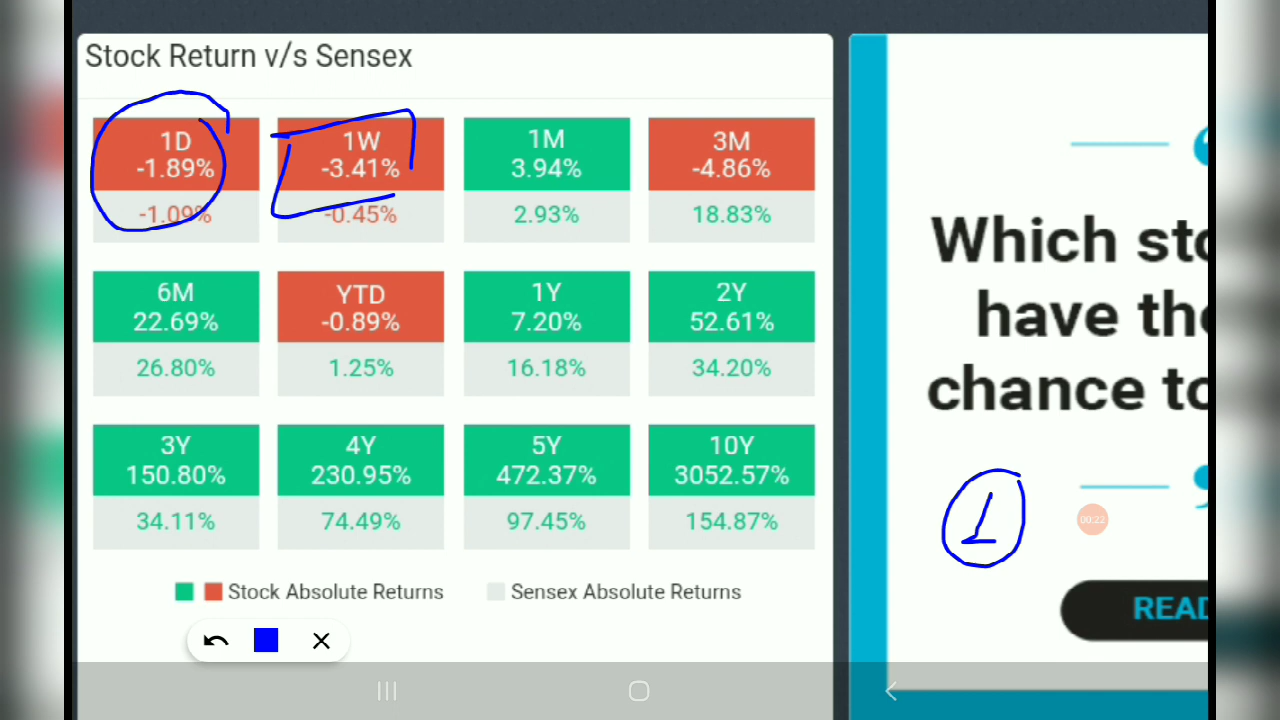 Stock Return v/s Sensex
1D
-1.89%
-1.09%
1W
-3.41%
-0.45%
1M
3.94%
2.93%
3M
-4.86%
18.83%
6M
22.69%
26.80%
YTD
-0.89%
1.25%
1Y
7.20%
16.18%
2Y
52.61%
34.20%
3Y
150.80%
34.11%
4Y
230.95%
74.49%
5Y
472.37%
97.45%
10Y
3052.57%
154.87%
Stock Absolute Returns
Sensex Absolute Returns
Which sto
have the
chance to
1
00:22
READ